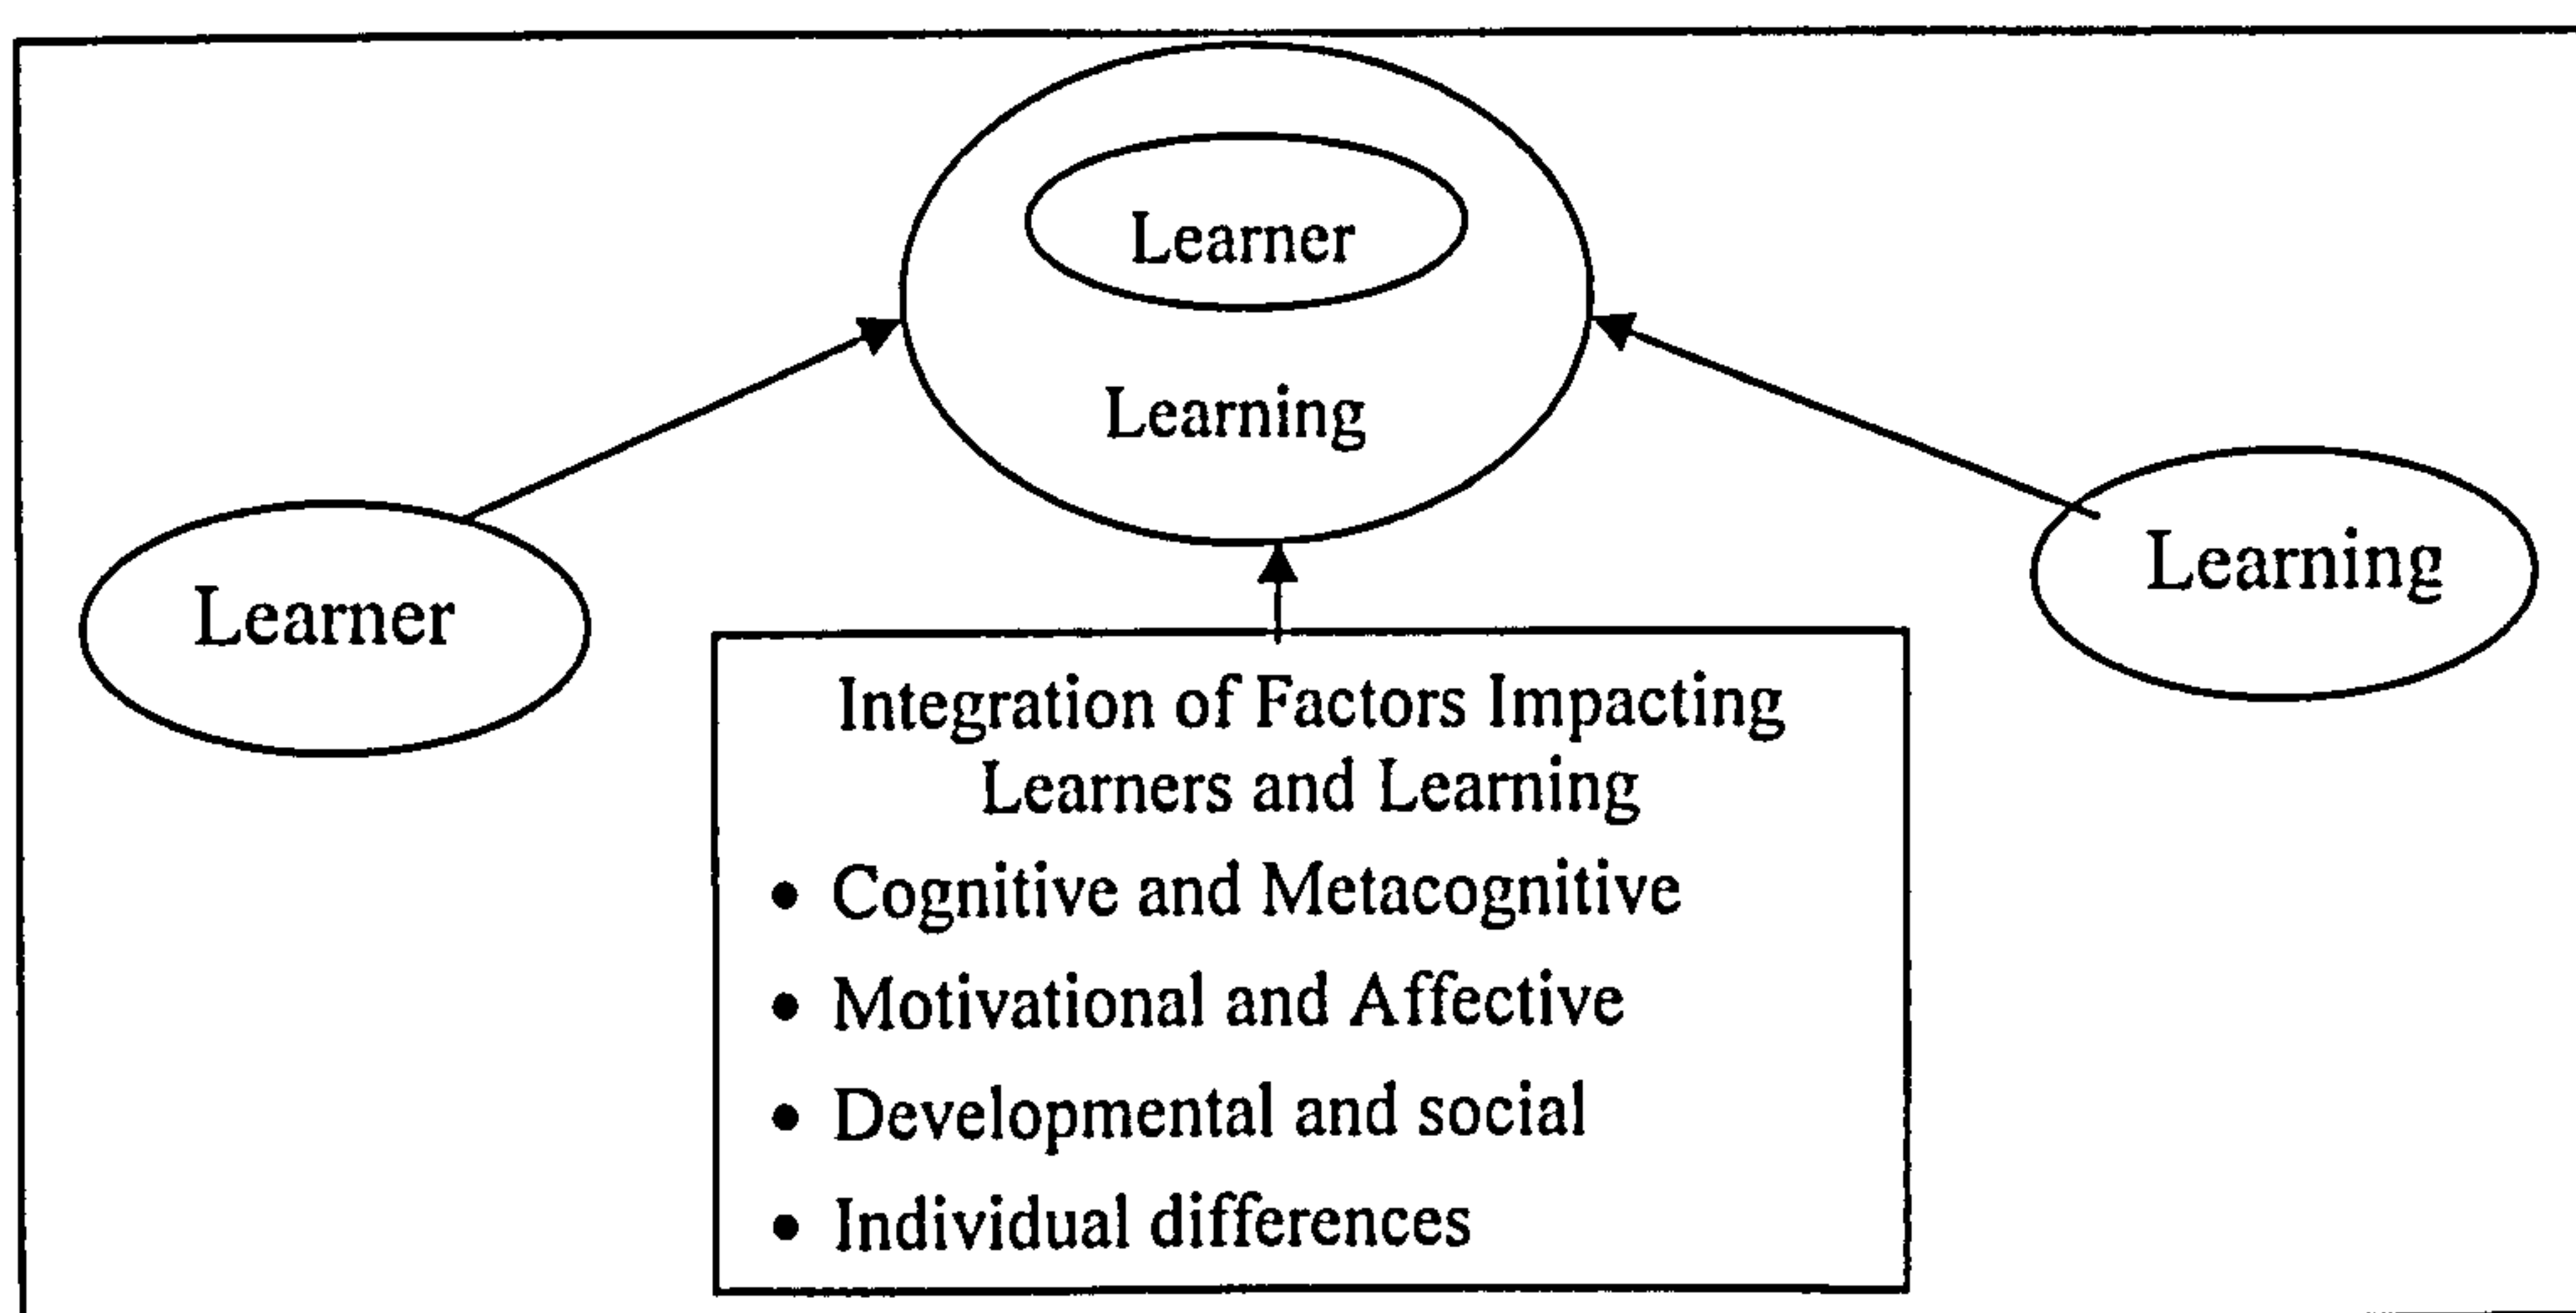 Learner
Learning
Learner
Learning
Integration of Factors Impacting
Learners and Learning
• Cognitive and Metacognitive
• Motivational and Affective
• Developmental and social
• Individual differences